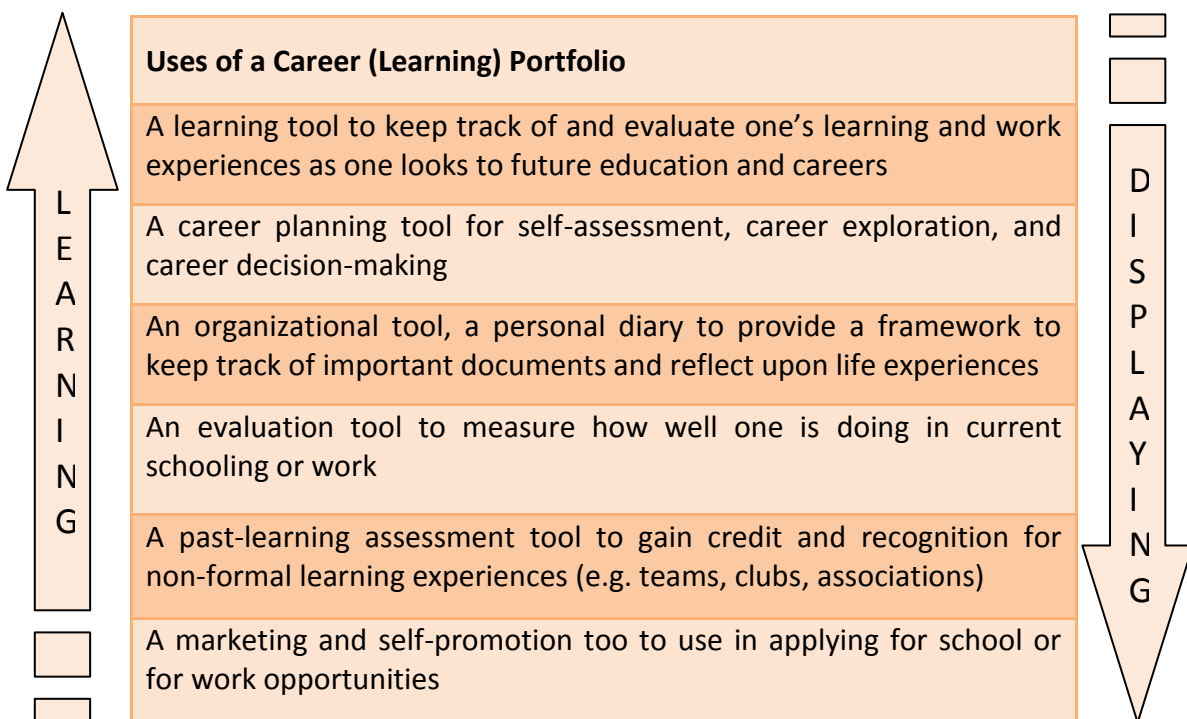 Uses of a Career (Learning) Portfolio
A learning tool to keep track of and evaluate one’s learning and work
experiences as one looks to future education and careers
A career planning tool for self-assessment, career exploration, and
career decision-making
An organizational tool, a personal diary to provide a framework to
keep track of important documents and reflect upon life experiences
An evaluation tool to measure how well one is doing in current
schooling or work
A past-learning assessment tool to gain credit and recognition for
non-formal learning experiences (e.g. teams, clubs, associations)
A marketing and self-promotion too to use in applying for school or
for work opportunities
LEARNING
DISPLAYING